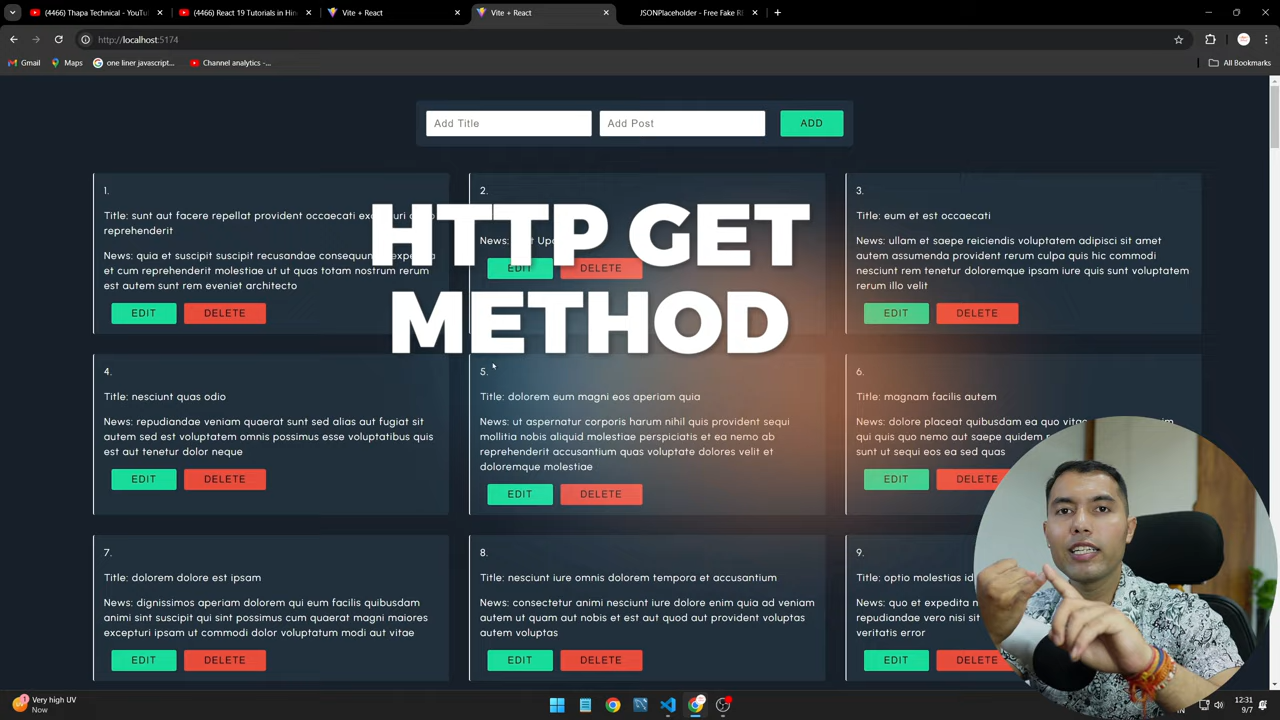 (4466) Thapa Technical - YouTu
(4466) React 19 Tutorials in Hin
Vite + React
Vite + React
JSONPlaceholder - Free Fake RE
http://localhost:5174
Gmail
Maps
one liner javascript...
Channel analytics -...
All Bookmarks
Add Title
Add Post
ADD
HTTP GET
METHOD
1.
Title: sunt aut facere repellat provident occaecati
reprehenderit
News: quia et suscipit suscipit recusandae consequuntur
et cum reprehenderit molestiae ut ut quas totam nostrum rerum
est autem sunt rem eveniet architecto
EDIT
DELETE
2.
News:
EDIT
DELETE
3.
Title: eum et est occaecati
News: ullam et saepe reiciendis voluptatem adipisci sit amet
autem assumenda provident rerum culpa quis hic commodi
nesciunt rem tenetur doloremque ipsam iure quis sunt voluptatem
rerum illo velit
EDIT
DELETE
4.
Title: nesciunt quas odio
News: repudiandae veniam quaerat sunt sed alias aut fugiat sit
autem sed est voluptatem omnis possimus esse voluptatibus quis
est aut tenetur dolor neque
EDIT
DELETE
5.
Title: dolorem eum magni eos aperiam quia
News: ut aspernatur corporis harum nihil quis provident sequi
mollitia nobis aliquid molestiae perspiciatis et ea nemo ab
reprehenderit accusantium quas voluptate dolores velit et
doloremque molestiae
EDIT
DELETE
6.
Title: magnam facilis autem
News: dolore placeat quibusdam ea quo
qui quis quo nemo aut saepe quidem
sunt ut sequi eos ea sed quas
EDIT
DELETE
7.
Title: dolorem dolore est ipsam
News: dignissimos aperiam dolorem qui eum facilis quibusdam
animi sint suscipit qui sint possimus cum quaerat magni maiores
excepturi ipsam ut commodi dolor voluptatum modi aut vitae
EDIT
DELETE
8.
Title: nesciunt iure omnis dolorem tempora et accusantium
News: consectetur animi nesciunt iure dolore enim quia ad veniam
autem ut quam aut nobis et est aut quod aut provident voluptas
autem voluptas
EDIT
DELETE
9.
Title: optio molestias id
News: quo et expedita
repudiandae vero
veritatis error
EDIT
DELETE
Very high UV
Now
12:31
9/7